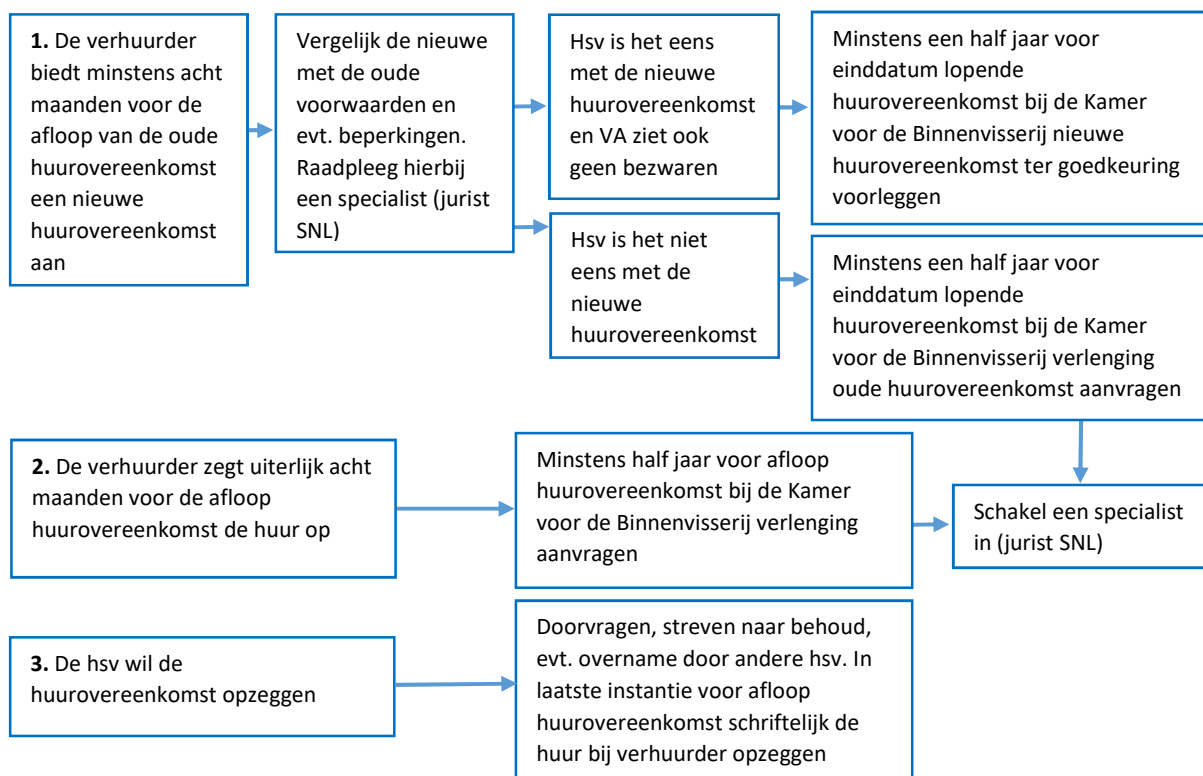 1. De verhuurder
biedt minstens acht
maanden voor de
afloop van de oude
huurovereenkomst
een nieuwe
huurovereenkomst
aan
Vergelijk de nieuwe
met de oude
voorwaarden en
evt. beperkingen.
Raadpleeg hierbij
een specialist (jurist
SNL)
Hsv is het eens
met de nieuwe
huurovereenkomst
en VA ziet ook
geen bezwaren
Minstens een half jaar voor
einddatum lopende
huurovereenkomst bij de Kamer
voor de Binnenvisserij nieuwe
huurovereenkomst ter goedkeuring
voorleggen
Hsv is het niet
eens met de
nieuwe
huurovereenkomst
Minstens een half jaar voor
einddatum lopende
huurovereenkomst bij de Kamer
voor de Binnenvisserij verlenging
oude huurovereenkomst aanvragen
2. De verhuurder zegt uiterlijk acht
maanden voor de afloop
huurovereenkomst de huur op
Minstens half jaar voor afloop
huurovereenkomst bij de Kamer
voor de Binnenvisserij verlenging
aanvragen
Schakel een specialist
in (jurist SNL)
3. De hsv wil de
huurovereenkomst opzeggen
Doorvragen, streven naar behoud,
evt. overname door andere hsv. In
laatste instantie voor afloop
huurovereenkomst schriftelijk de
huur bij verhuurder opzeggen